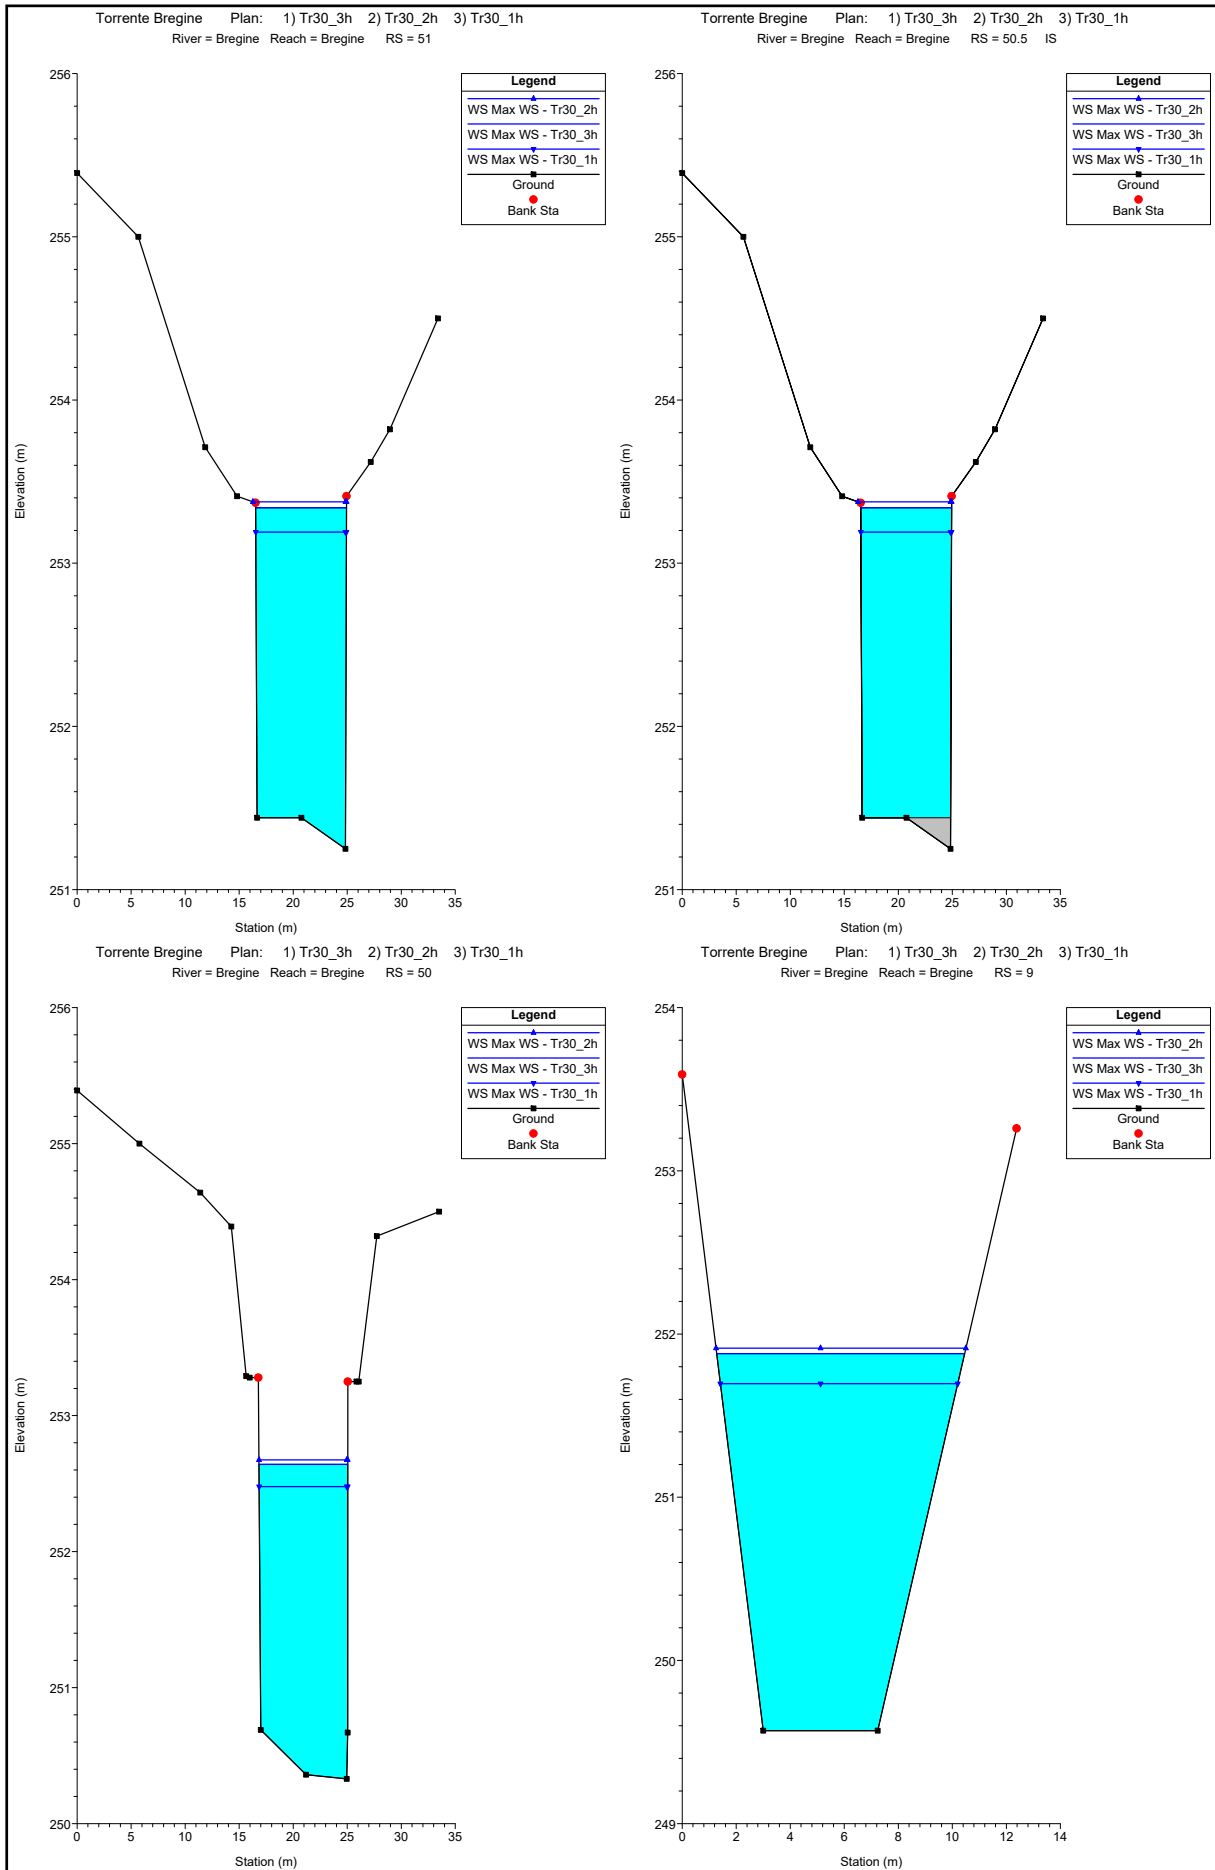 Torrente Bregine Plan: 1) Tr30_3h 2) Tr30_2h 3) Tr30_1h
River = Bregine Reach = Bregine RS = 51
Legend
WS Max WS - Tr30_2h
WS Max WS - Tr30_3h
WS Max WS - Tr30_1h
Ground
Bank Sta
256
255
254
253
252
251
Elevation (m)
0 5 10 15 20 25 30 35
Station (m)
Torrente Bregine Plan: 1) Tr30_3h 2) Tr30_2h 3) Tr30_1h
River = Bregine Reach = Bregine RS = 50.5 IS
Legend
WS Max WS - Tr30_2h
WS Max WS - Tr30_3h
WS Max WS - Tr30_1h
Ground
Bank Sta
256
255
254
253
252
251
Elevation (m)
0 5 10 15 20 25 30 35
Station (m)
Torrente Bregine Plan: 1) Tr30_3h 2) Tr30_2h 3) Tr30_1h
River = Bregine Reach = Bregine RS = 50
Legend
WS Max WS - Tr30_2h
WS Max WS - Tr30_3h
WS Max WS - Tr30_1h
Ground
Bank Sta
256
255
254
253
252
251
250
Elevation (m)
0 5 10 15 20 25 30 35
Station (m)
Torrente Bregine Plan: 1) Tr30_3h 2) Tr30_2h 3) Tr30_1h
River = Bregine Reach = Bregine RS = 9
Legend
WS Max WS - Tr30_2h
WS Max WS - Tr30_3h
WS Max WS - Tr30_1h
Ground
Bank Sta
254
253
252
251
250
249
Elevation (m)
0 2 4 6 8 10 12 14
Station (m)